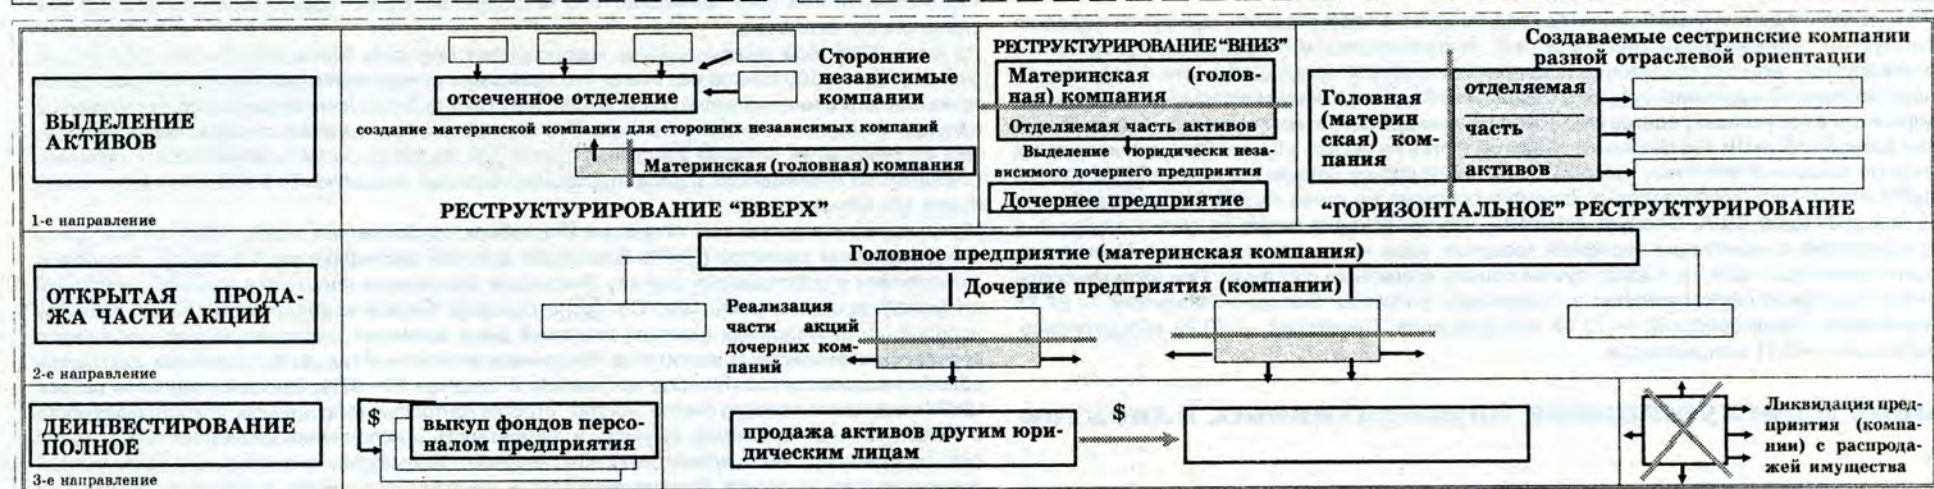 ВЫДЕЛЕНИЕ
АКТИВОВ
1-е направление
Сторонние
независимые
компании
отсеченное отделение
создание материнской компании для сторонних независимых компаний
Материнская (головная) компания
РЕСТРУКТУРИРОВАНИЕ “ВВЕРХ”
РЕСТРУКТУРИРОВАНИЕ “ВНИЗ”
Материнская (голов-
ная) компания
Отделяемая часть активов
Выделение юридически неза-
висимого дочернего предприятия
Дочернее предприятие
Создаваемые сестринские компании
разной отраслевой ориентации
Головная
(материн
ская) ком-
пания
отделяемая
часть
активов
“ГОРИЗОНТАЛЬНОЕ” РЕСТРУКТУРИРОВАНИЕ
ОТКРЫТАЯ ПРОДА-
ЖА ЧАСТИ АКЦИЙ
2-е направление
Головное предприятие (материнская компания)
Дочерние предприятия (компании)
Реализация
части акций
дочерних ком-
паний
ДЕИНВЕСТИРОВАНИЕ
ПОЛНОЕ
3-е направление
$
выкуп фондов персо-
налом предприятия
продажа активов другим юри-
дическим лицам
$
Ликвидация пред-
приятия (компа-
нии) с распрода-
жей имущества